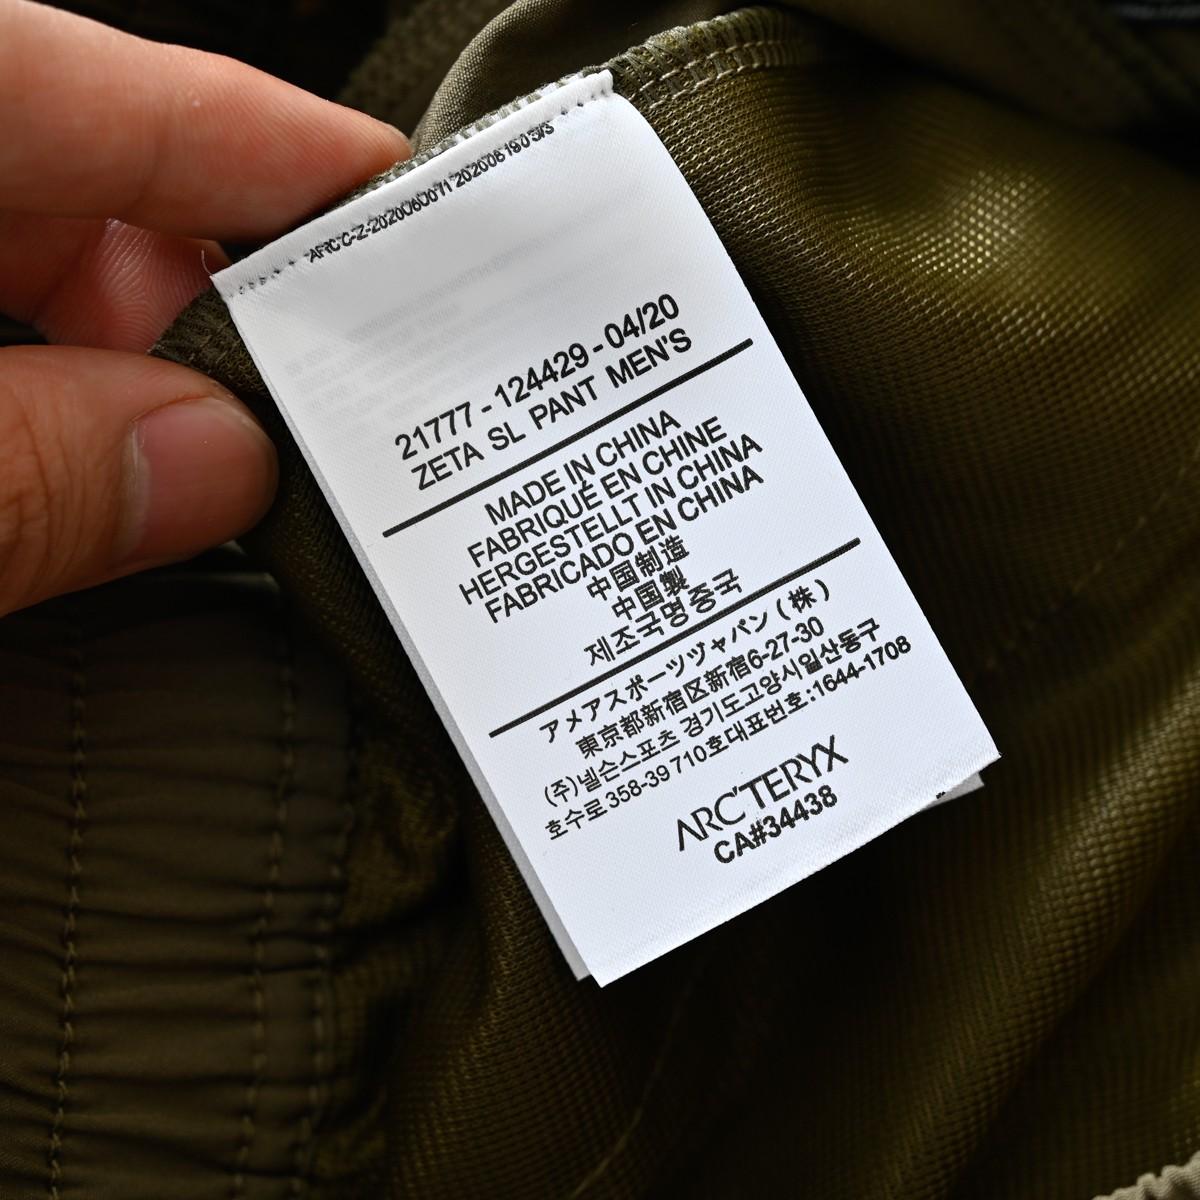 21777 - 124429 - 04/20
ZETA SL PANT MEN'S
MADE IN CHINA
FABRIQUÉ EN CHINE
HERGESTELLT IN CHINA
FABRICADO EN CHINA
中国制造
中国製
제조국명 중국
アメアスポーツヅャパン(株)
東京都新宿区新宿6-27-30
(주)넬슨스포츠 경기도고양시일산동구
호수로358-39 710호대표번호:1644-1708
ARC'TERYX
CA#34438